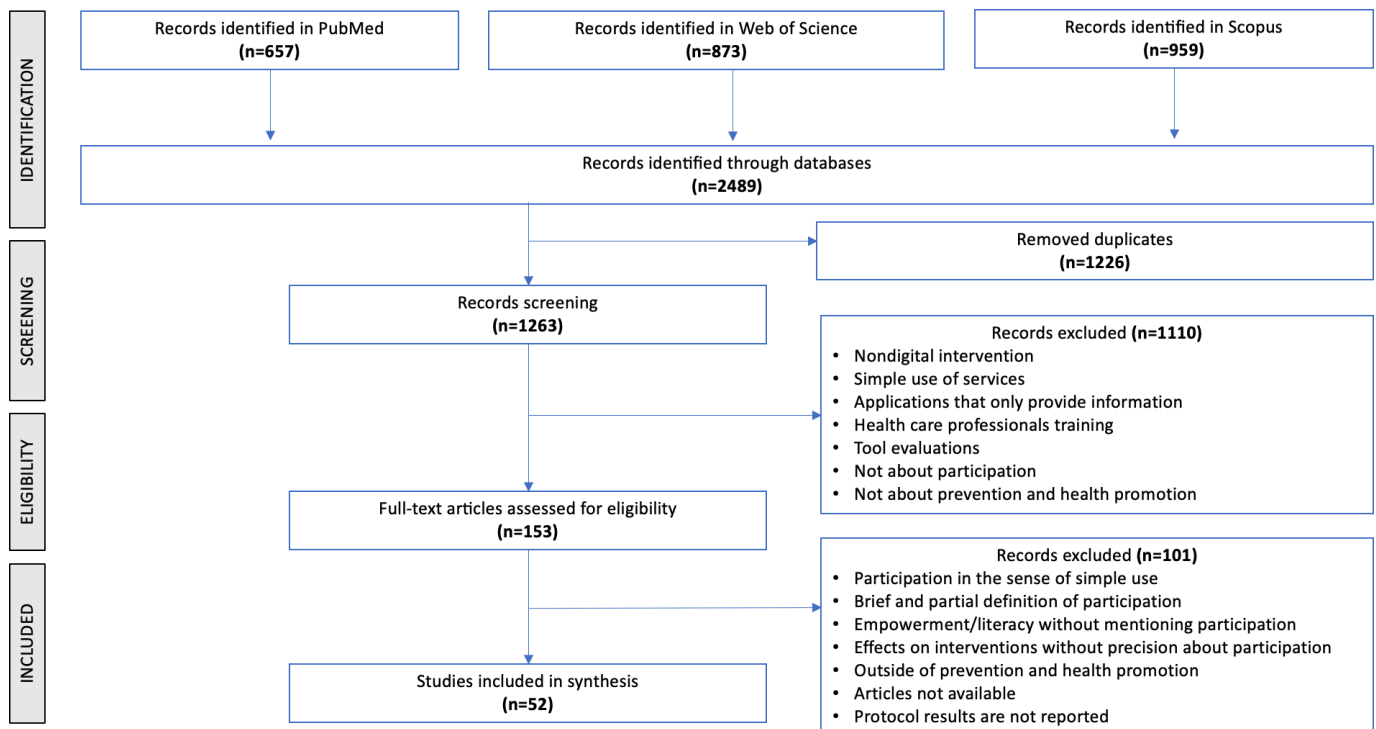 IDENTIFICATION
Records identified in PubMed
(n=657)
Records identified in Web of Science
(n=873)
Records identified in Scopus
(n=959)
Records identified through databases
(n=2489)
Removed duplicates
(n=1226)
SCREENING
Records screening
(n=1263)
Records excluded (n=1110)
• Nondigital intervention
• Simple use of services
• Applications that only provide information
• Health care professionals training
• Tool evaluations
• Not about participation
• Not about prevention and health promotion
ELIGIBILITY
Full-text articles assessed for eligibility
(n=153)
Records excluded (n=101)
• Participation in the sense of simple use
• Brief and partial definition of participation
• Empowerment/literacy without mentioning participation
• Effects on interventions without precision about participation
• Outside of prevention and health promotion
• Articles not available
• Protocol results are not reported
INCLUDED
Studies included in synthesis
(n=52)